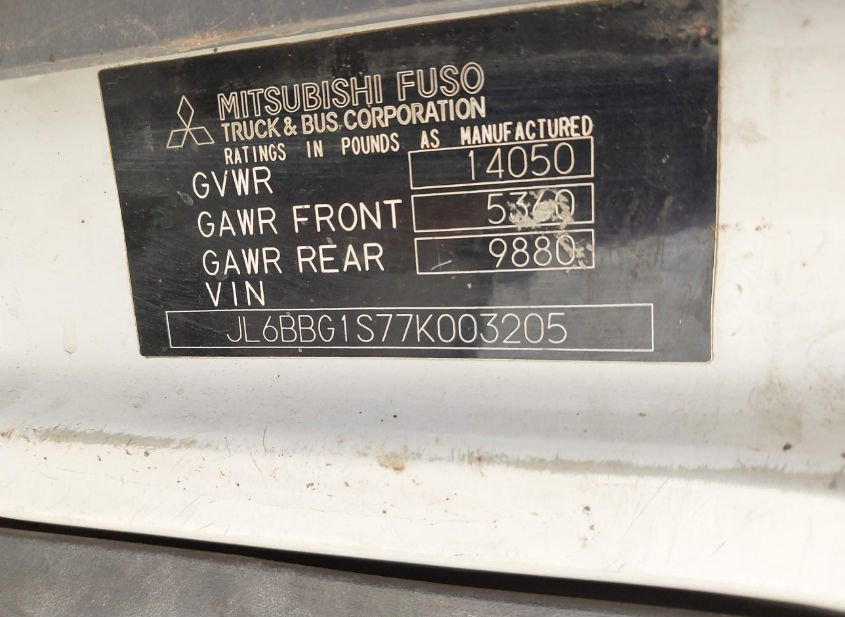 MITSUBISHI FUSO
TRUCK & BUS CORPORATION
RATINGS IN POUNDS AS MANUFACTURED
GVWR 14050
GAWR FRONT 5360
GAWR REAR 9880
VIN
JL6BBG1S77K003205